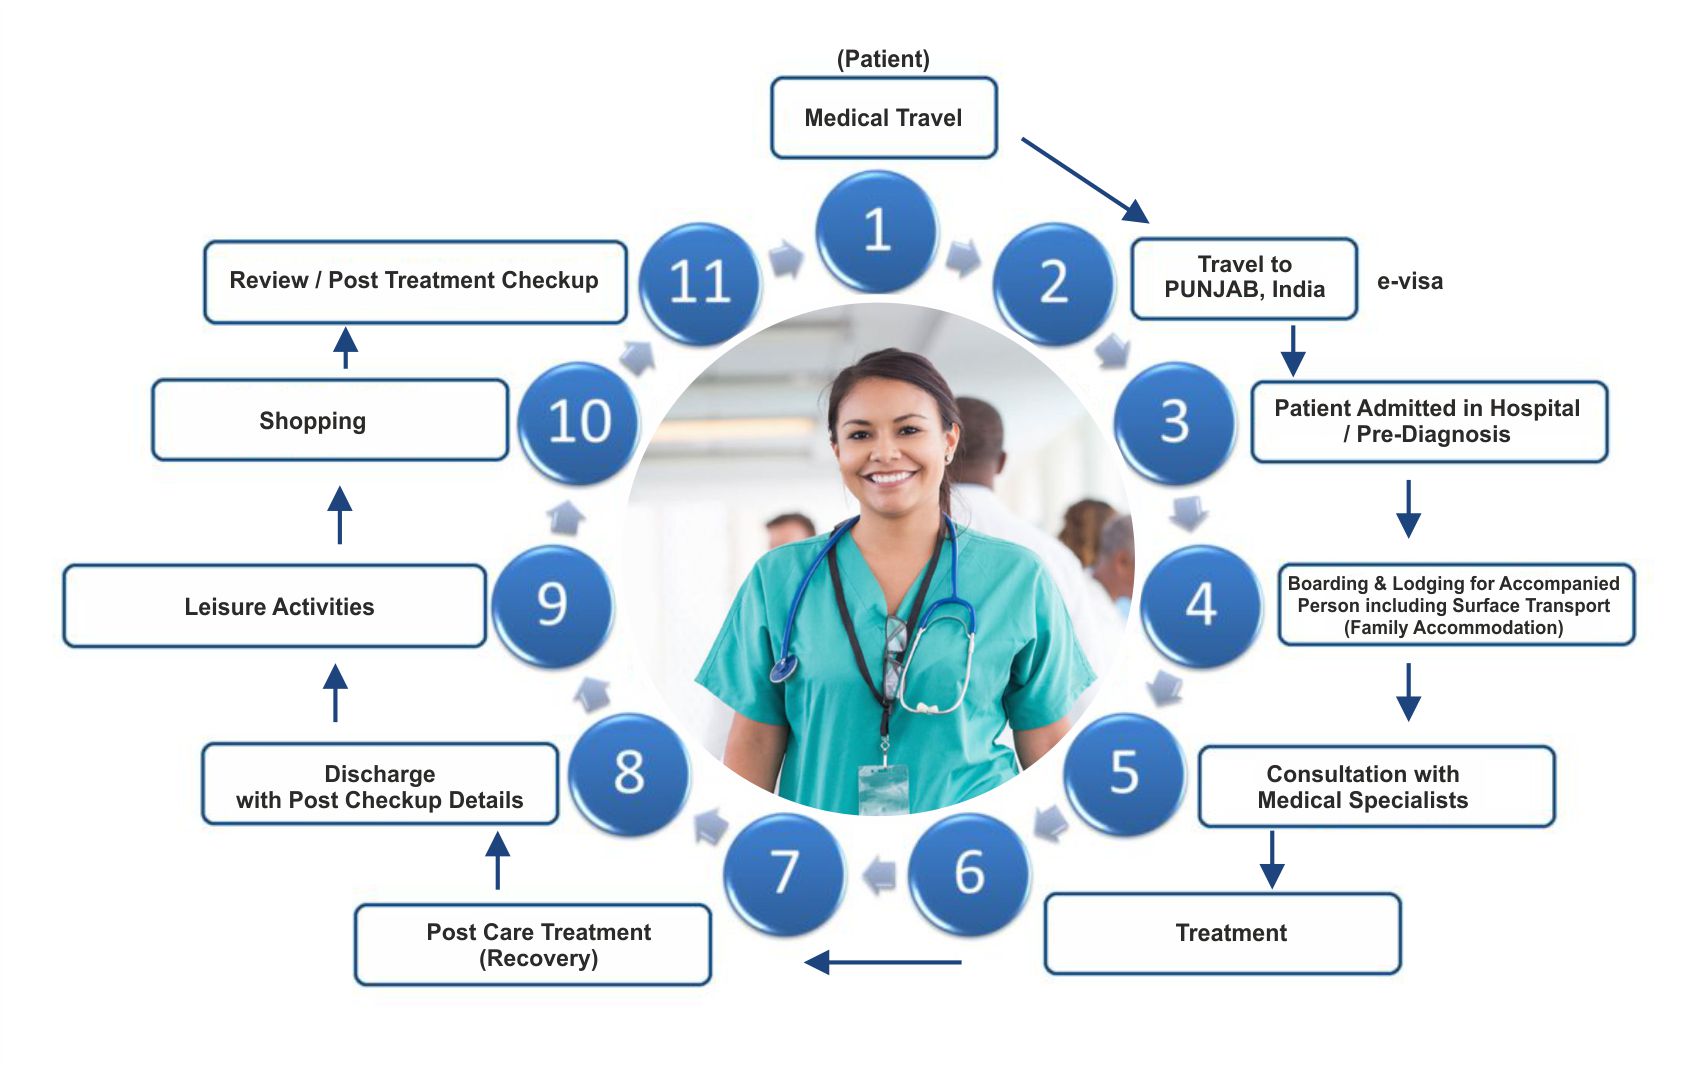 (Patient)
Medical Travel
1
2
Travel to
PUNJAB, India
e-visa
3
Patient Admitted in Hospital
/ Pre-Diagnosis
4
Boarding & Lodging for Accompanied
Person including Surface Transport
(Family Accommodation)
5
Consultation with
Medical Specialists
6
Treatment
7
Post Care Treatment
(Recovery)
8
Discharge
with Post Checkup Details
9
Leisure Activities
10
Shopping
11
Review / Post Treatment Checkup